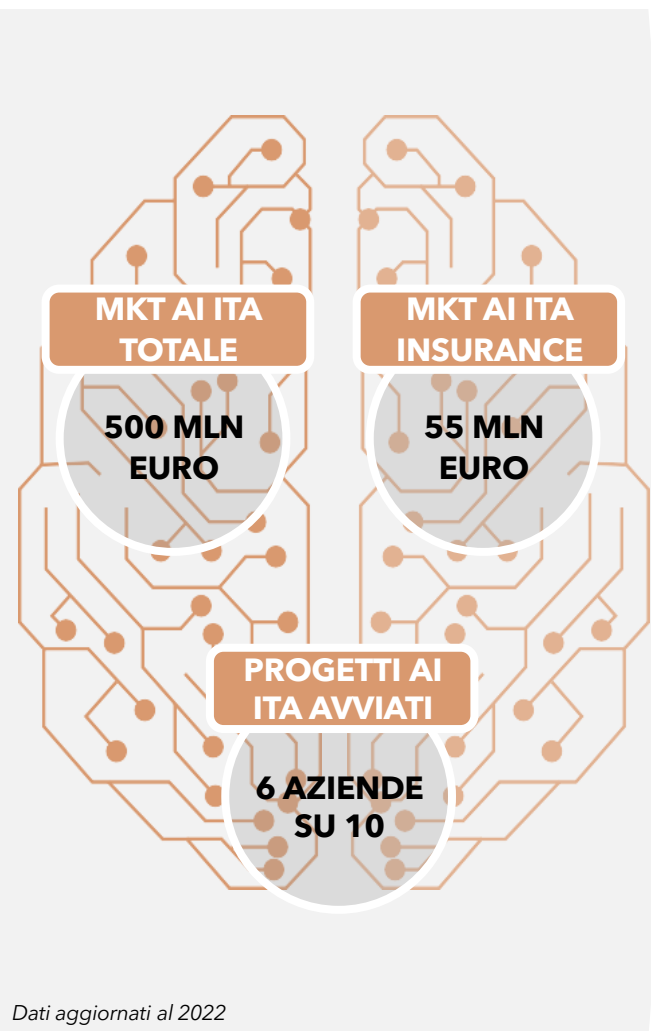 MKT AI ITA
TOTALE
500 MLN
EURO
MKT AI ITA
INSURANCE
55 MLN
EURO
PROGETTI AI
ITA AVVIATI
6 AZIENDE
SU 10
Dati aggiornati al 2022